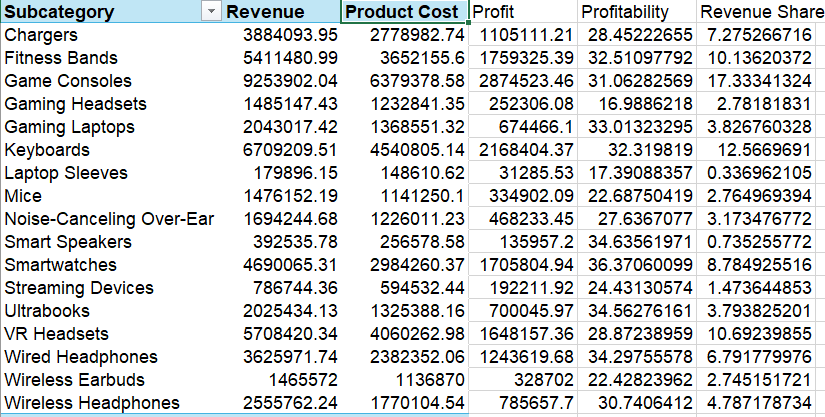 Subcategory Revenue Product Cost Profit Profitability Revenue Share
Chargers 3884093.95 2778982.74 1105111.21 28.45222655 7.275266716
Fitness Bands 5411480.99 3652155.6 1759325.39 32.51097792 10.13620372
Game Consoles 9253902.04 6379378.58 2874523.46 31.06282569 17.33341324
Gaming Headsets 1485147.43 1232841.35 252306.08 16.9886218 2.78181831
Gaming Laptops 2043017.42 1368551.32 674466.1 33.01323295 3.826760328
Keyboards 6709209.51 4540805.14 2168404.37 32.319819 12.5669691
Laptop Sleeves 179896.15 148610.62 31285.53 17.39088357 0.336962105
Mice 1476152.19 1141250.1 334902.09 22.68750419 2.764969394
Noise-Canceling Over-Ear 1694244.68 1226011.23 468233.45 27.6367077 3.173476772
Smart Speakers 392535.78 256578.58 135957.2 34.63561971 0.735255772
Smartwatches 4690065.31 2984260.37 1705804.94 36.37060099 8.784925516
Streaming Devices 786744.36 594532.44 192211.92 24.43130574 1.473644853
Ultrabooks 2025434.13 1325388.16 700045.97 34.56276161 3.793825201
VR Headsets 5708420.34 4060262.98 1648157.36 28.87238959 10.69239855
Wired Headphones 3625971.74 2382352.06 1243619.68 34.29755578 6.791779976
Wireless Earbuds 1465572 1136870 328702 22.42823962 2.745151721
Wireless Headphones 2555762.24 1770104.54 785657.7 30.7406412 4.787178734